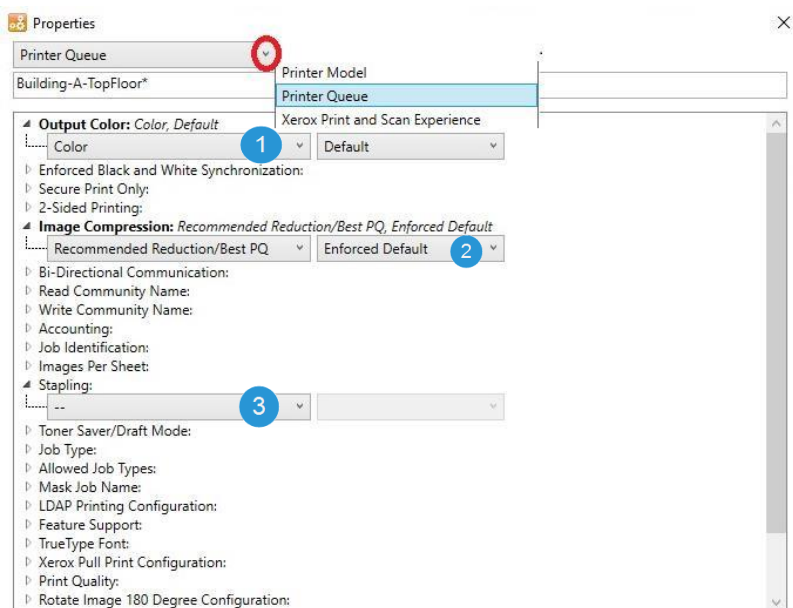 Properties
Printer Queue
Printer Model
Building-A-TopFloor*
Printer Queue
Xerox Print and Scan Experience
Output Color: Color, Default
Color 1 Default
Enforced Black and White Synchronization:
Secure Print Only:
2-Sided Printing:
Image Compression: Recommended Reduction/Best PQ, Enforced Default
Recommended Reduction/Best PQ Enforced Default 2
Bi-Directional Communication:
Read Community Name:
Write Community Name:
Accounting:
Job Identification:
Images Per Sheet:
Stapling:
-- 3
Toner Saver/Draft Mode:
Job Type:
Allowed Job Types:
Mask Job Name:
LDAP Printing Configuration:
Feature Support:
TrueType Font:
Xerox Pull Print Configuration:
Print Quality:
Rotate Image 180 Degree Configuration: